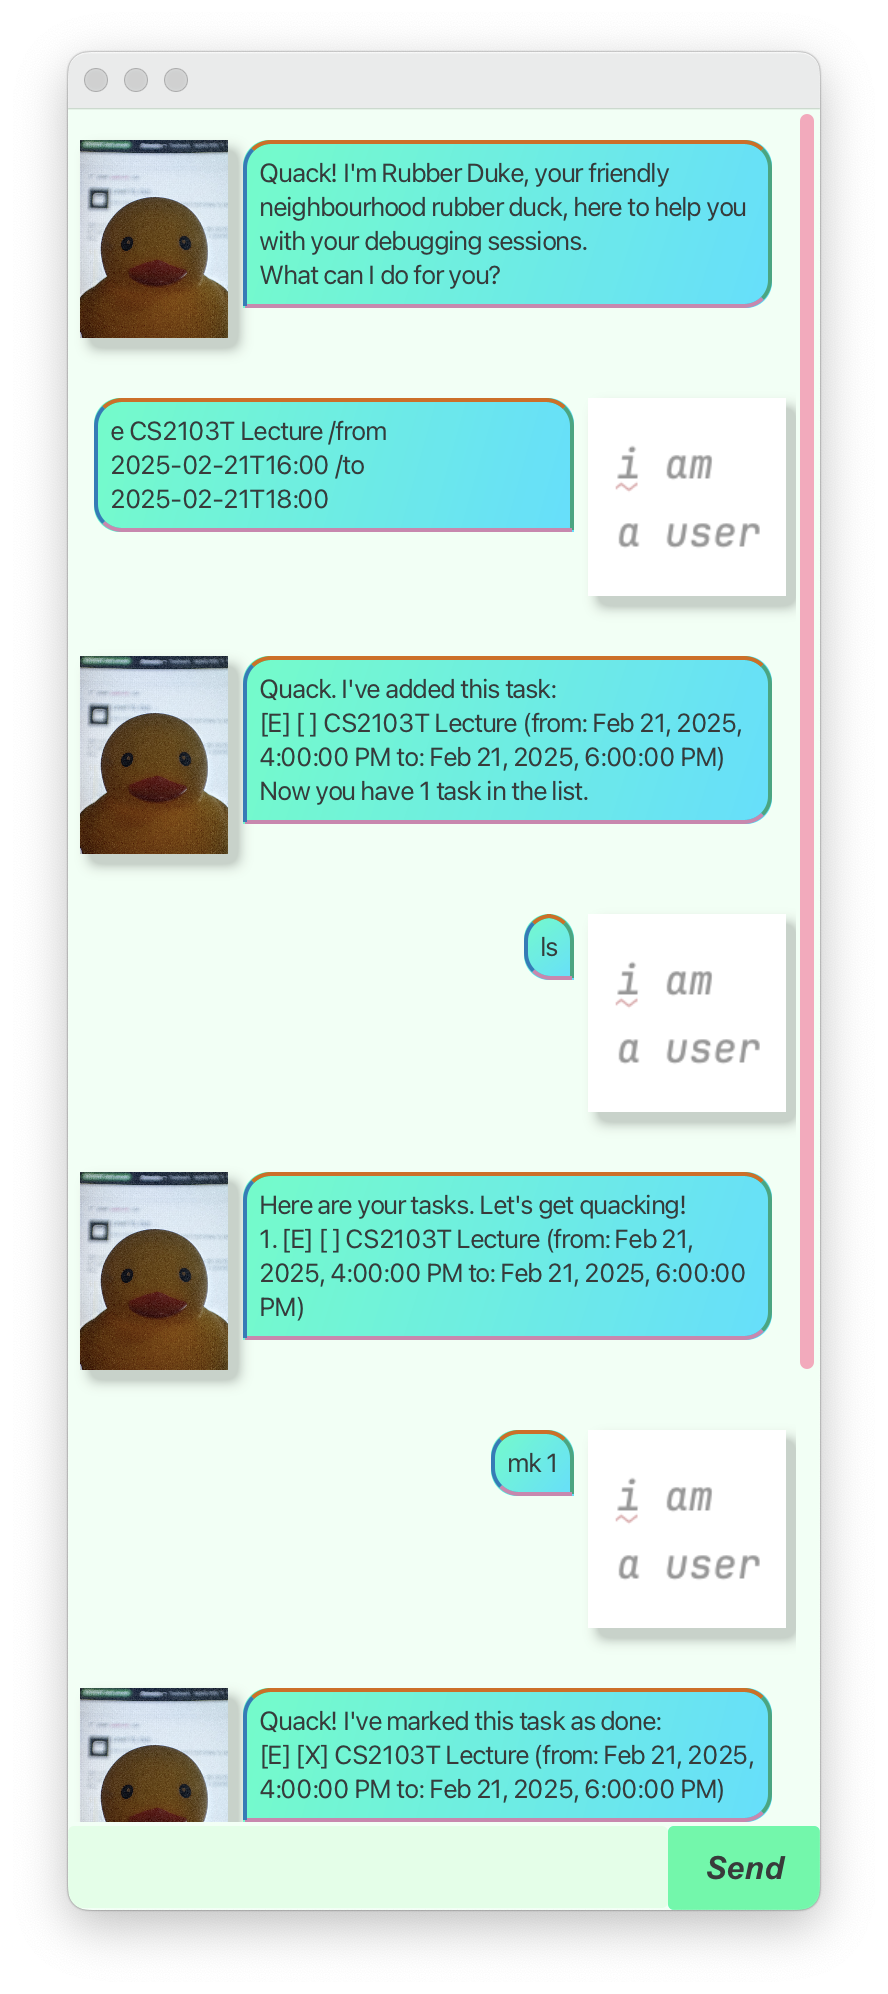 Quack! I'm Rubber Duke, your friendly
neighbourhood rubber duck, here to help you
with your debugging sessions.
What can I do for you?
e CS2103T Lecture /from
2025-02-21T16:00 /to
2025-02-21T18:00
i am
a user
Quack. I've added this task:
[E] [ ] CS2103T Lecture (from: Feb 21, 2025,
4:00:00 PM to: Feb 21, 2025, 6:00:00 PM)
Now you have 1 task in the list.
ls
i am
a user
Here are your tasks. Let's get quacking!
1. [E] [ ] CS2103T Lecture (from: Feb 21,
2025, 4:00:00 PM to: Feb 21, 2025, 6:00:00
PM)
mk 1
i am
a user
Quack! I've marked this task as done:
[E] [X] CS2103T Lecture (from: Feb 21, 2025,
4:00:00 PM to: Feb 21, 2025, 6:00:00 PM)
Send